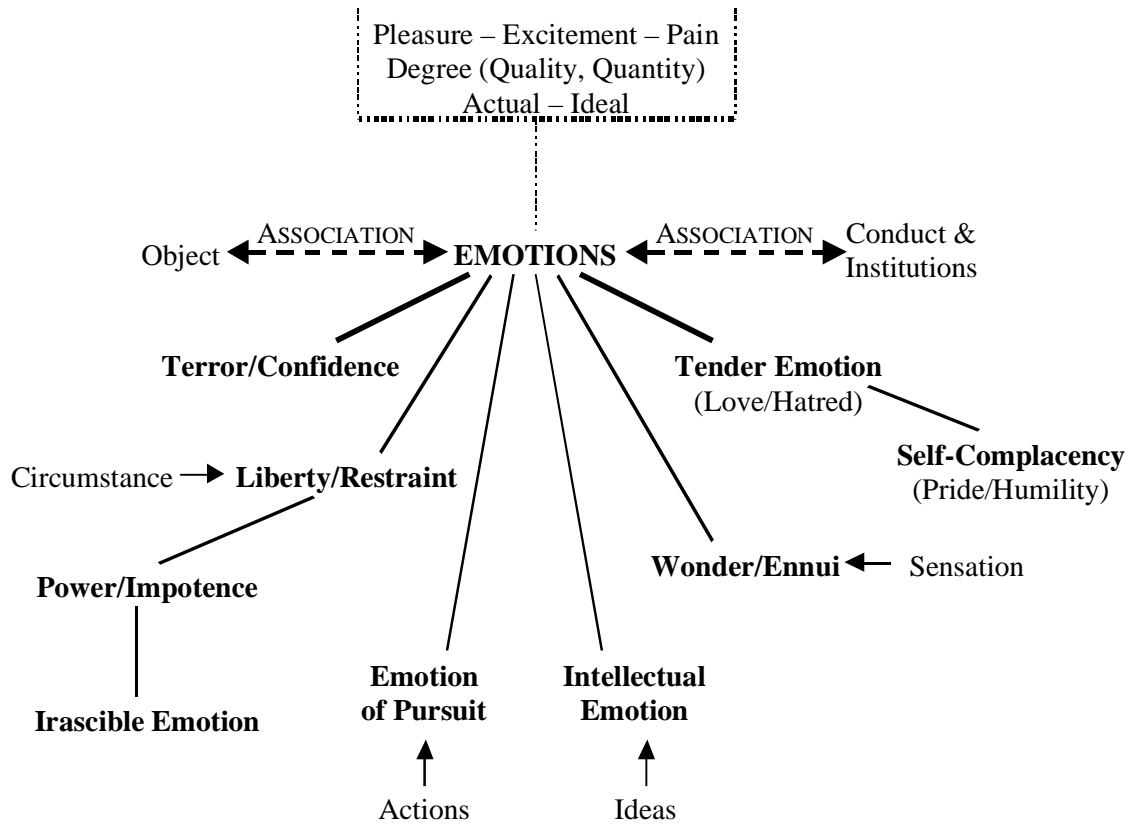 Pleasure – Excitement – Pain
Degree (Quality, Quantity)
Actual – Ideal
Object
ASSOCIATION
EMOTIONS
ASSOCIATION
Conduct &
Institutions
Terror/Confidence
Tender Emotion
(Love/Hatred)
Circumstance
Liberty/Restraint
Self-Complacency
(Pride/Humility)
Power/Impotence
Wonder/Ennui
Sensation
Irascible Emotion
Emotion
of Pursuit
Intellectual
Emotion
Actions
Ideas